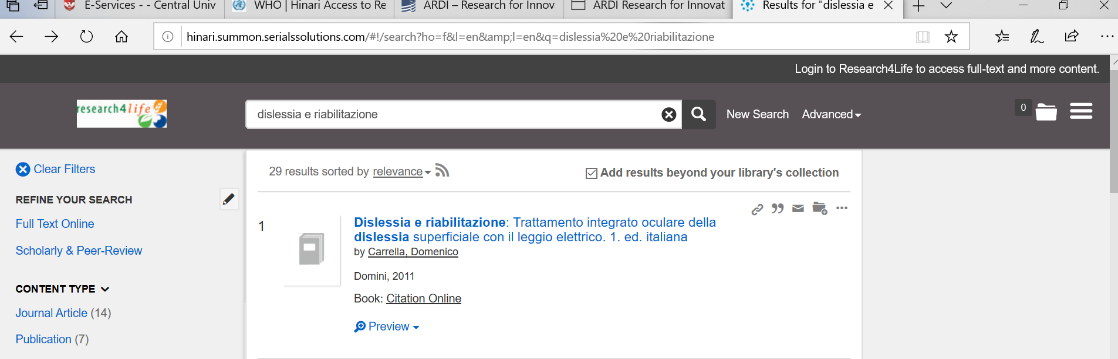 E-Services - - Central Univ
WHO | Hinari Access to Re
ARDI – Research for Innov
ARDI Research for Innovat
Results for "dislessia e
hinari.summon.serialssolutions.com/#!/search?ho=f&l=en&amp;l=en&q=dislessia%20e%20riabilitazione
Login to Research4Life to access full-text and more content.
research4life
dislessia e riabilitazione
New Search
Advanced
0
Clear Filters
REFINE YOUR SEARCH
Full Text Online
Scholarly & Peer-Review
CONTENT TYPE
Journal Article (14)
Publication (7)
29 results sorted by relevance
Add results beyond your library's collection
1
Dislessia e riabilitazione: Trattamento integrato oculare della
dislessia superficiale con il leggio elettrico. 1. ed. italiana
by Carrella, Domenico
Domini, 2011
Book: Citation Online
Preview